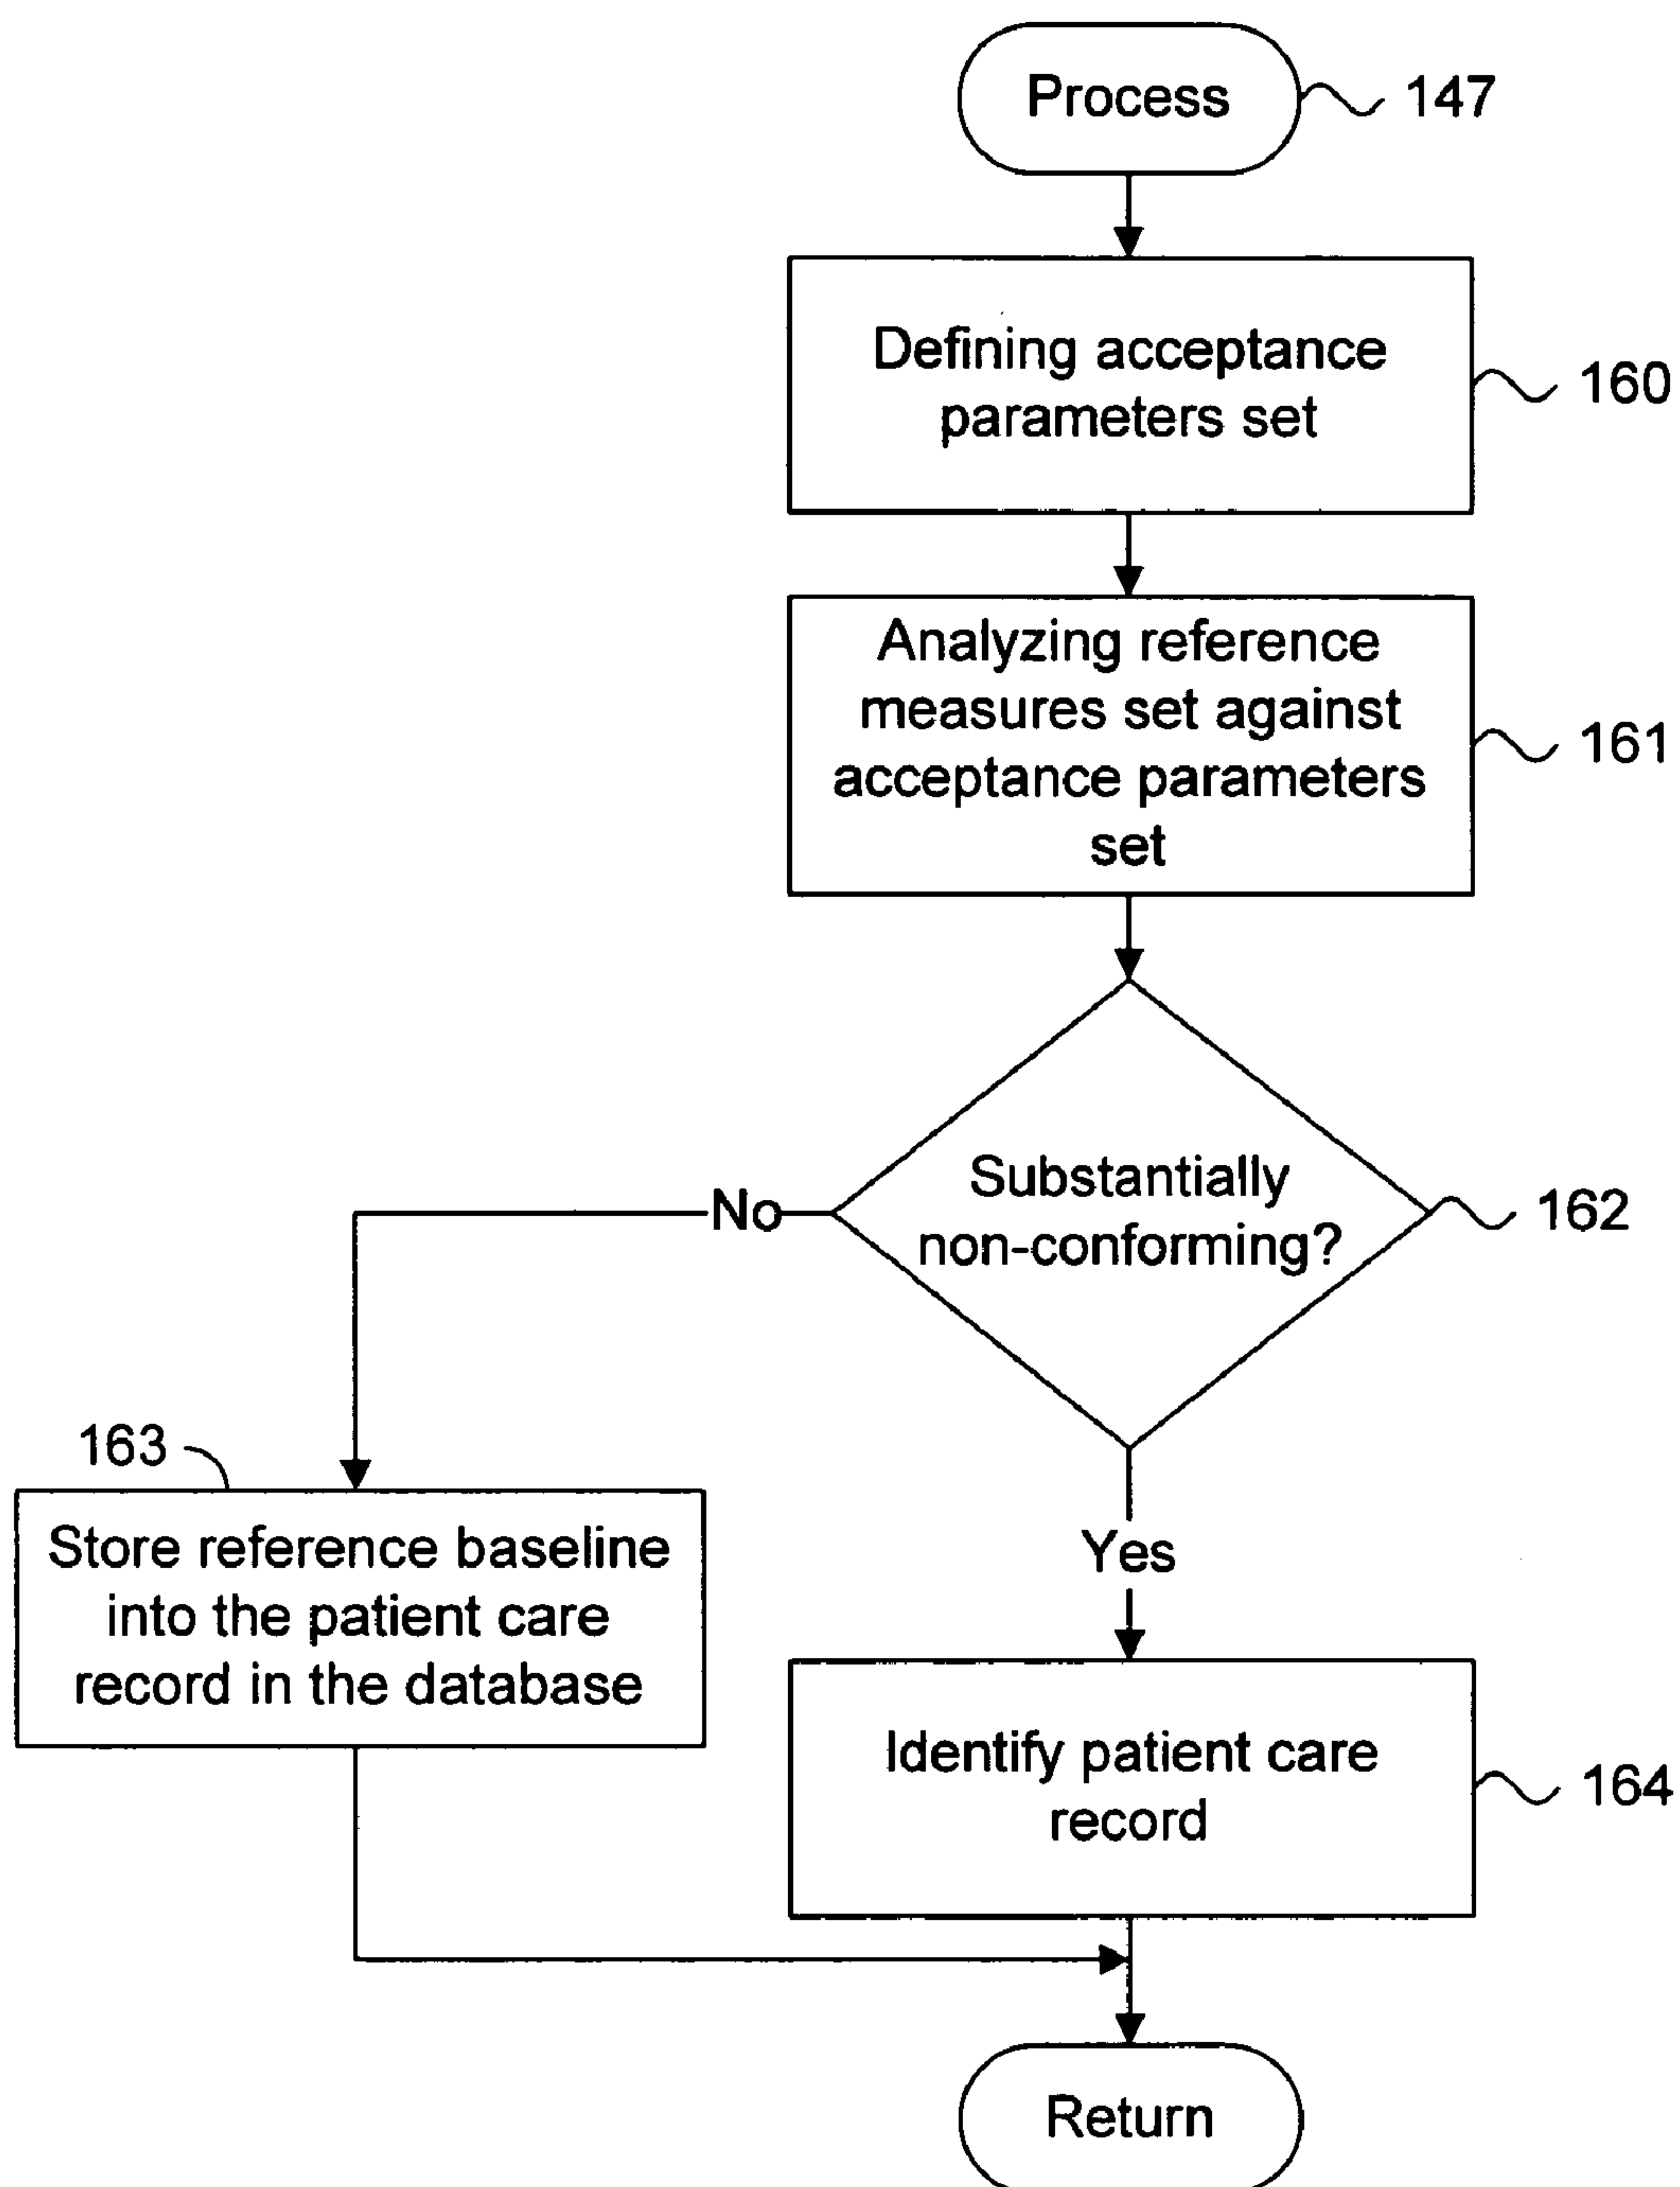 Process
147
Defining acceptance
parameters set
160
Analyzing reference
measures set against
acceptance parameters
set
161
Substantially
non-conforming?
162
No
Yes
163
Store reference baseline
into the patient care
record in the database
Identify patient care
record
164
Return